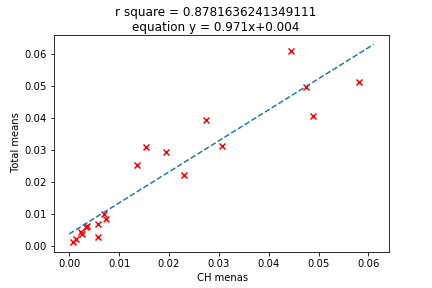 r square = 0.8781636241349111
equation y = 0.971x+0.004
0.06
0.05
0.04
0.03
0.02
0.01
0.00
Total means
0.00 0.01 0.02 0.03 0.04 0.05 0.06
CH menas